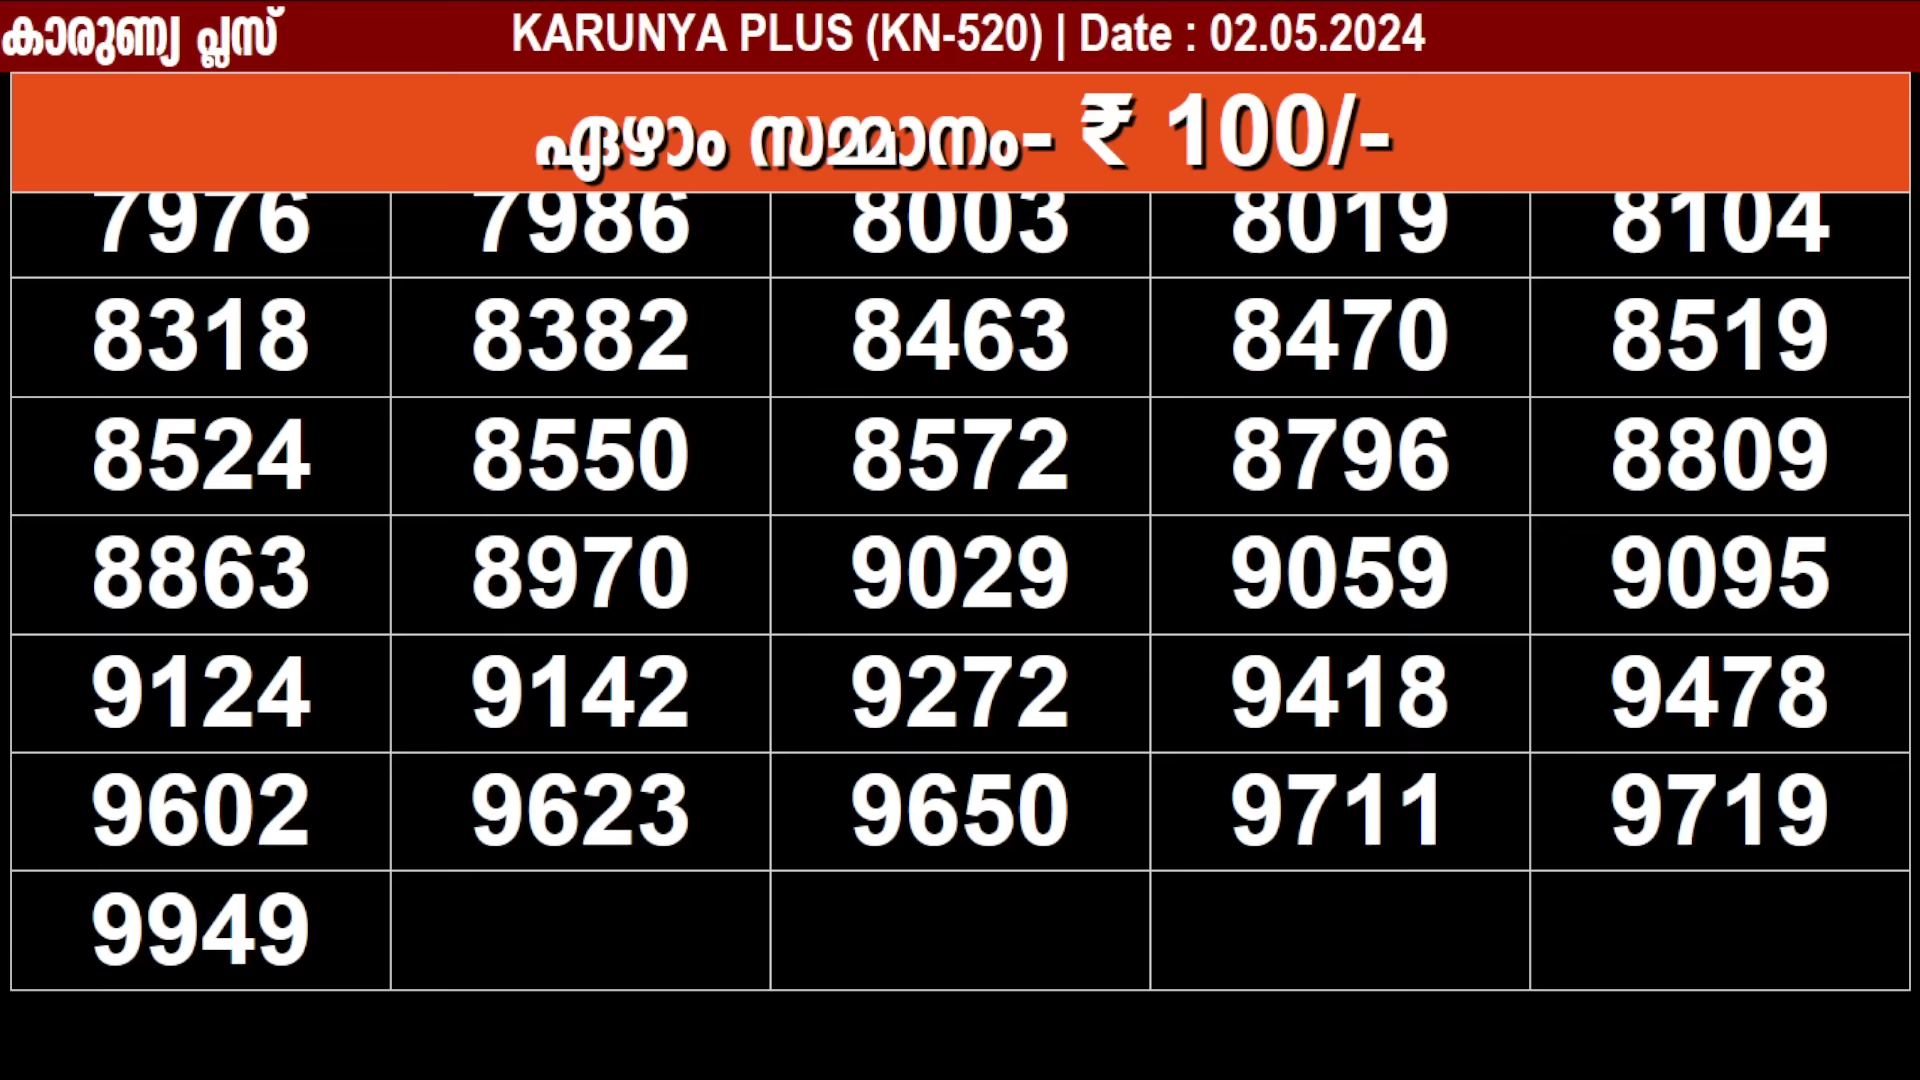 കാരുണ്യ പ്ലസ് KARUNYA PLUS (KN-520) | Date : 02.05.2024
ഏഴാം സമ്മാനം- ₹ 100/-
7976 7986 8003 8019 8104
8318 8382 8463 8470 8519
8524 8550 8572 8796 8809
8863 8970 9029 9059 9095
9124 9142 9272 9418 9478
9602 9623 9650 9711 9719
9949